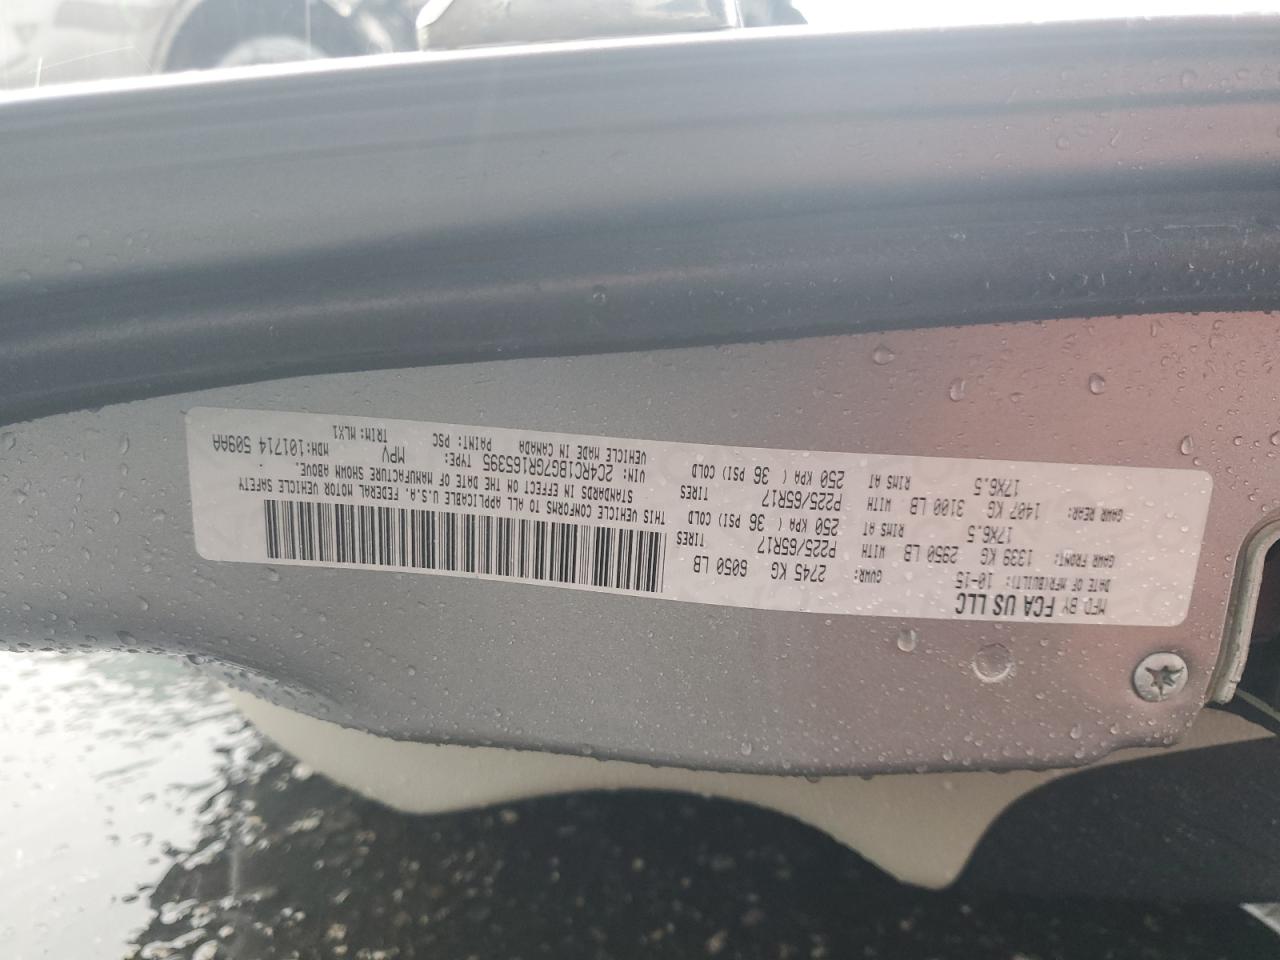 MFD BY FCA US LLC
DATE OF MFR(BUILT): 10-15 GVWR: 2745 KG 6050 LB
GAWR FRONT: 1339 KG 2950 LB WITH P225/65R17 TIRES
17X6.5 RIMS AT 250 KPA ( 36 PSI) COLD
GAWR REAR: 1407 KG 3100 LB WITH P225/65R17 TIRES
17X6.5 RIMS AT 250 KPA ( 36 PSI) COLD
THIS VEHICLE CONFORMS TO ALL APPLICABLE U.S.A. FEDERAL MOTOR VEHICLE SAFETY
STANDARDS IN EFFECT ON THE DATE OF MANUFACTURE SHOWN ABOVE.
VIN: 2C4RC1BG7GR165395 TYPE: MPV MDH:101714 509AA
VEHICLE MADE IN CANADA PAINT: PSC TRIM:MLX1